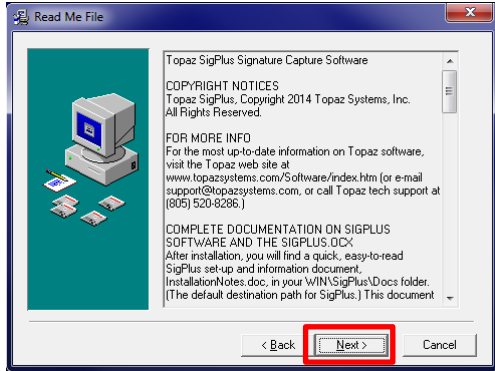 Read Me File
Topaz SigPlus Signature Capture Software
COPYRIGHT NOTICES
Topaz SigPlus, Copyright 2014 Topaz Systems, Inc.
All Rights Reserved.
FOR MORE INFO
For the most up-to-date information on Topaz software,
visit the Topaz web site at
www.topazsystems.com/Software/index.htm (or e-mail
support@topazsystems.com, or call Topaz tech support at
(805) 520-8286.)
COMPLETE DOCUMENTATION ON SIGPLUS
SOFTWARE AND THE SIGPLUS.OCX
After installation, you will find a quick, easy-to-read
SigPlus set-up and information document,
InstallationNotes.doc, in your WIN\SigPlus\Docs folder.
(The default destination path for SigPlus.) This document
< Back
Next >
Cancel